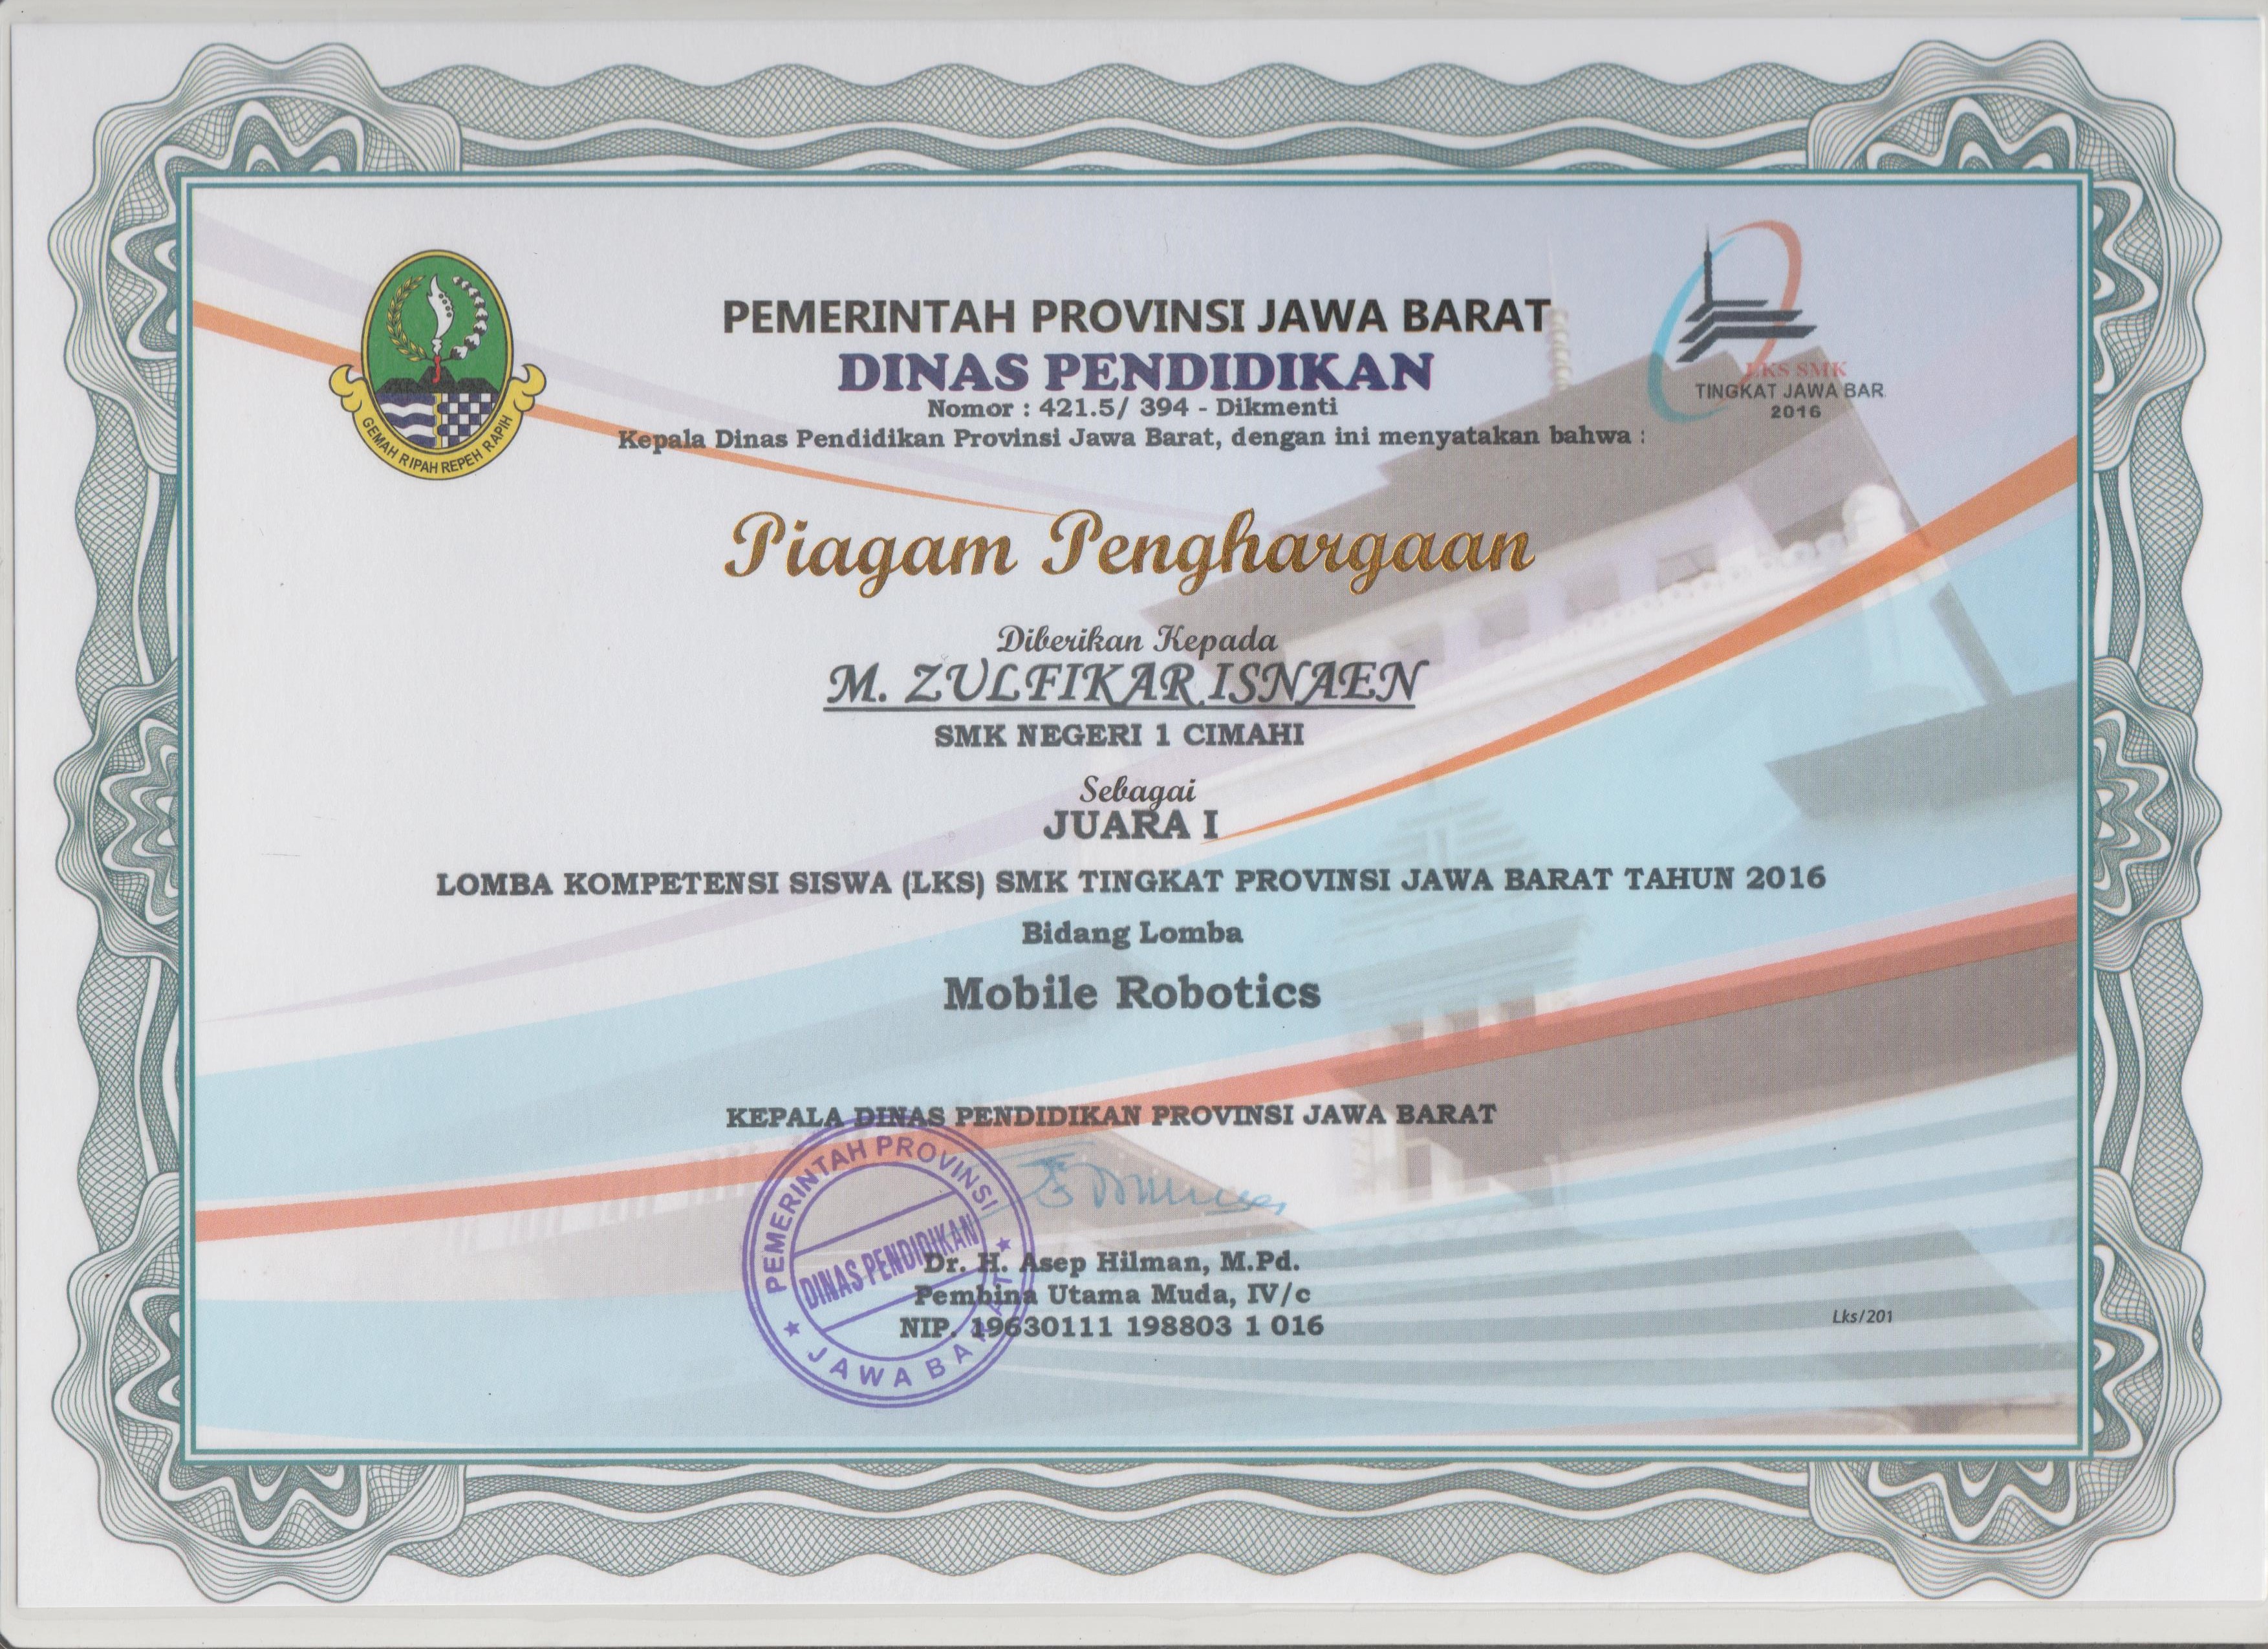 PEMERINTAH PROVINSI JAWA BARAT
DINAS PENDIDIKAN
Nomor : 421.5/ 394 - Dikmenti
Kepala Dinas Pendidikan Provinsi Jawa Barat, dengan ini menyatakan bahwa :
GEMAH RIPAH REPEH RAPIH
LKS SMK
TINGKAT JAWA BAR
2016
Piagam Penghargaan
Diberikan Kepada
M. ZULFIKAR ISNAEN
SMK NEGERI 1 CIMAHI
Sebagai
JUARA I
LOMBA KOMPETENSI SISWA (LKS) SMK TINGKAT PROVINSI JAWA BARAT TAHUN 2016
Bidang Lomba
Mobile Robotics
KEPALA DINAS PENDIDIKAN PROVINSI JAWA BARAT
PEMERINTAH PROVINSI
DINAS PENDIDIKAN
JAWA BARAT
Dr. H. Asep Hilman, M.Pd.
Pembina Utama Muda, IV/c
NIP. 19630111 198803 1 016
Lks/201